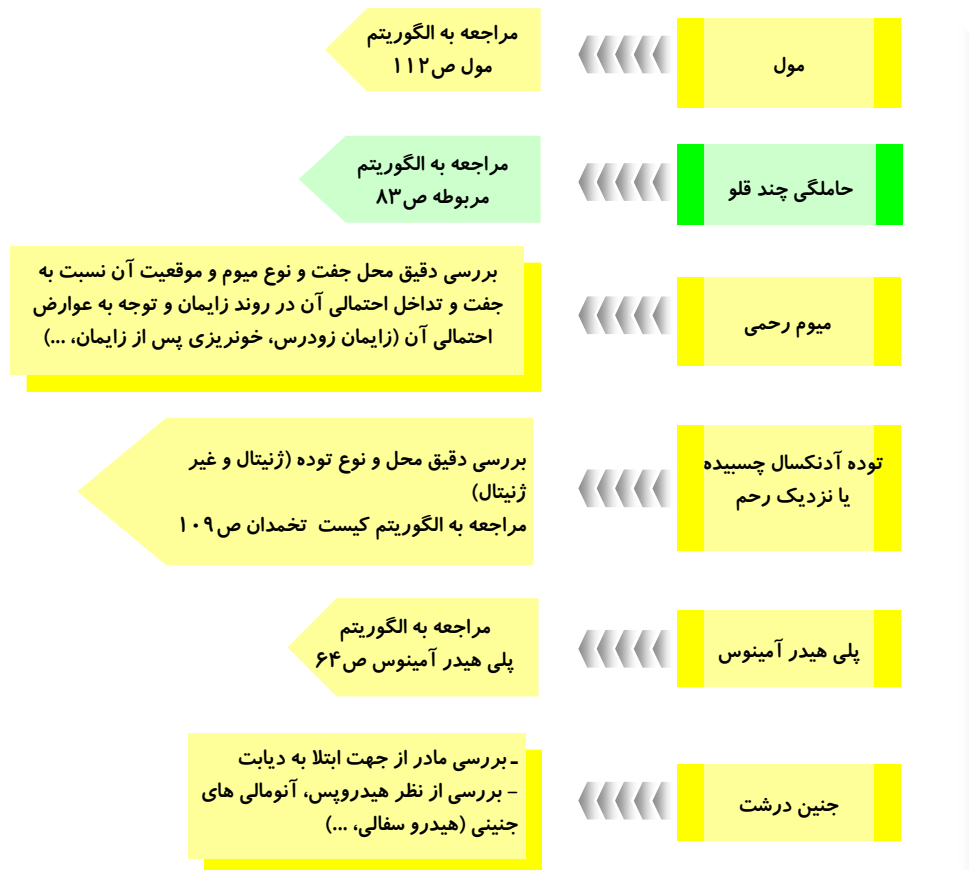 مول
مراجعه به الگوریتم
مول ص۱۱۲
حاملگی چند قلو
مراجعه به الگوریتم
مربوطه ص۸۳
میوم رحمی
بررسی دقیق محل جفت و نوع میوم و موقعیت آن نسبت به
جفت و تداخل احتمالی آن در روند زایمان و توجه به عوارض
احتمالی آن (زایمان زودرس، خونریزی پس از زایمان، ...)
توده آدنکسال چسبیده
یا نزدیک رحم
بررسی دقیق محل و نوع توده (ژنیتال و غیر
ژنیتال)
مراجعه به الگوریتم کیست تخمدان ص۱۰۹
پلی هیدر آمینوس
مراجعه به الگوریتم
پلی هیدر آمینوس ص۶۴
جنین درشت
ـ بررسی مادر از جهت ابتلا به دیابت
– بررسی از نظر هیدروپس، آنومالی های
جنینی (هیدرو سفالی، ...)